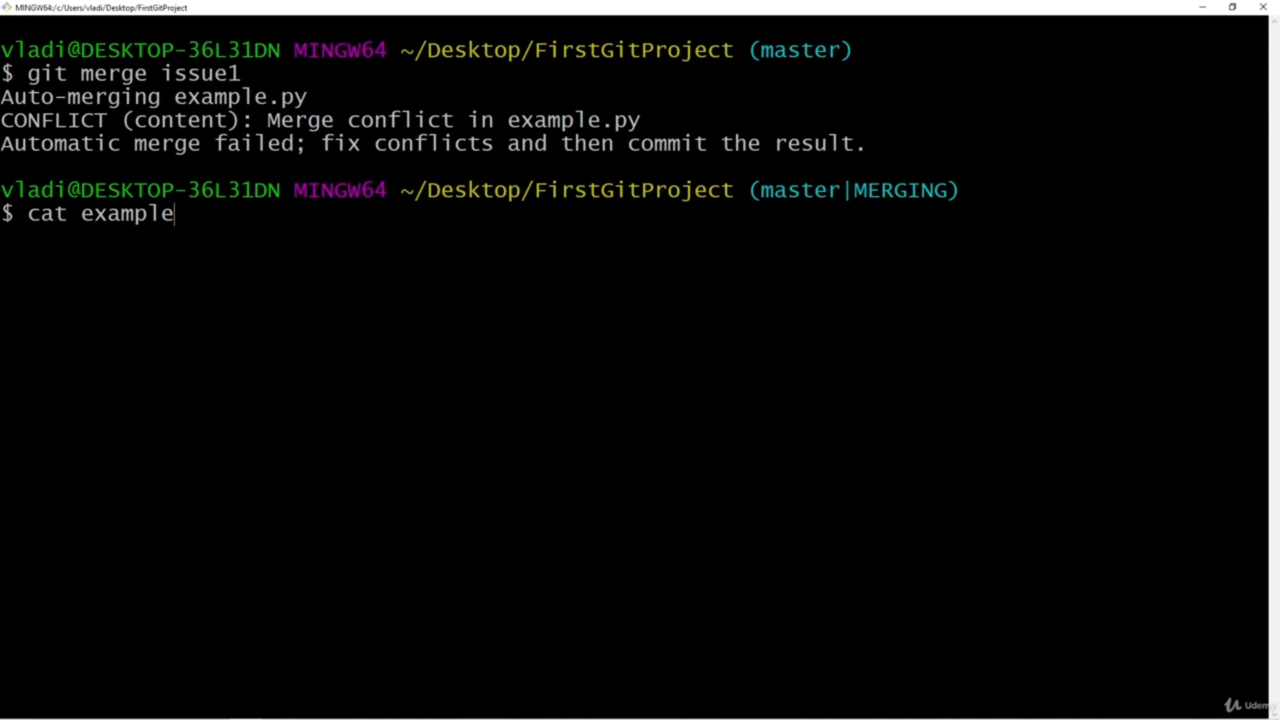 MINGW64:/c/Users/vladi/Desktop/FirstGitProject
vladi@DESKTOP-36L31DN MINGW64 ~/Desktop/FirstGitProject (master)
$ git merge issue1
Auto-merging example.py
CONFLICT (content): Merge conflict in example.py
Automatic merge failed; fix conflicts and then commit the result.
vladi@DESKTOP-36L31DN MINGW64 ~/Desktop/FirstGitProject (master|MERGING)
$ cat example
Udemy